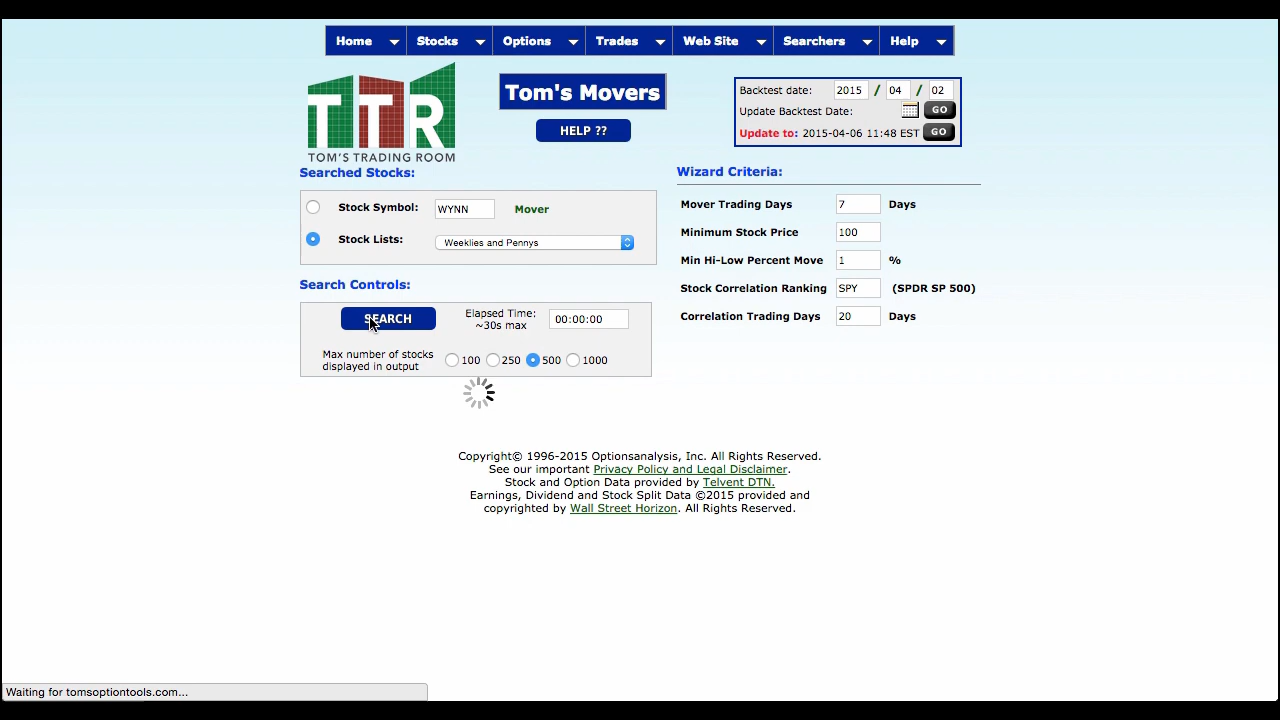 Home Stocks Options Trades Web Site Searchers Help
TTR
TOM'S TRADING ROOM
Tom's Movers
HELP ??
Backtest date: 2015 / 04 / 02
Update Backtest Date: GO
Update to: 2015-04-06 11:48 EST GO
Searched Stocks:
Stock Symbol: WYNN Mover
Stock Lists: Weeklies and Pennys
Search Controls:
SEARCH
Elapsed Time:
~30s max
00:00:00
Max number of stocks
displayed in output
100 250 500 1000
Wizard Criteria:
Mover Trading Days 7 Days
Minimum Stock Price 100
Min Hi-Low Percent Move 1 %
Stock Correlation Ranking SPY (SPDR SP 500)
Correlation Trading Days 20 Days
Copyright© 1996-2015 Optionsanalysis, Inc. All Rights Reserved.
See our important Privacy Policy and Legal Disclaimer.
Stock and Option Data provided by Telvent DTN.
Earnings, Dividend and Stock Split Data ©2015 provided and
copyrighted by Wall Street Horizon. All Rights Reserved.
Waiting for tomsoptiontools.com...